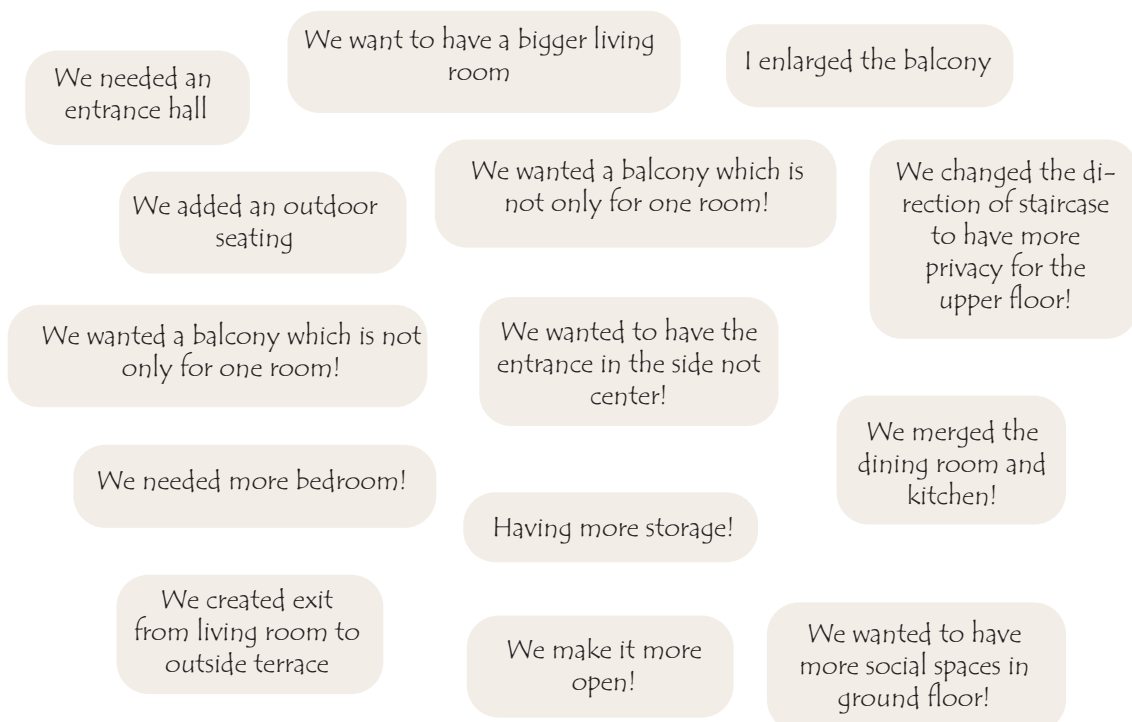 We needed an
entrance hall
We want to have a bigger living
room
I enlarged the balcony
We added an outdoor
seating
We wanted a balcony which is
not only for one room!
We changed the di-
rection of staircase
to have more
privacy for the
upper floor!
We wanted a balcony which is not
only for one room!
We wanted to have the
entrance in the side not
center!
We merged the
dining room and
kitchen!
We needed more bedroom!
Having more storage!
We created exit
from living room to
outside terrace
We make it more
open!
We wanted to have
more social spaces in
ground floor!